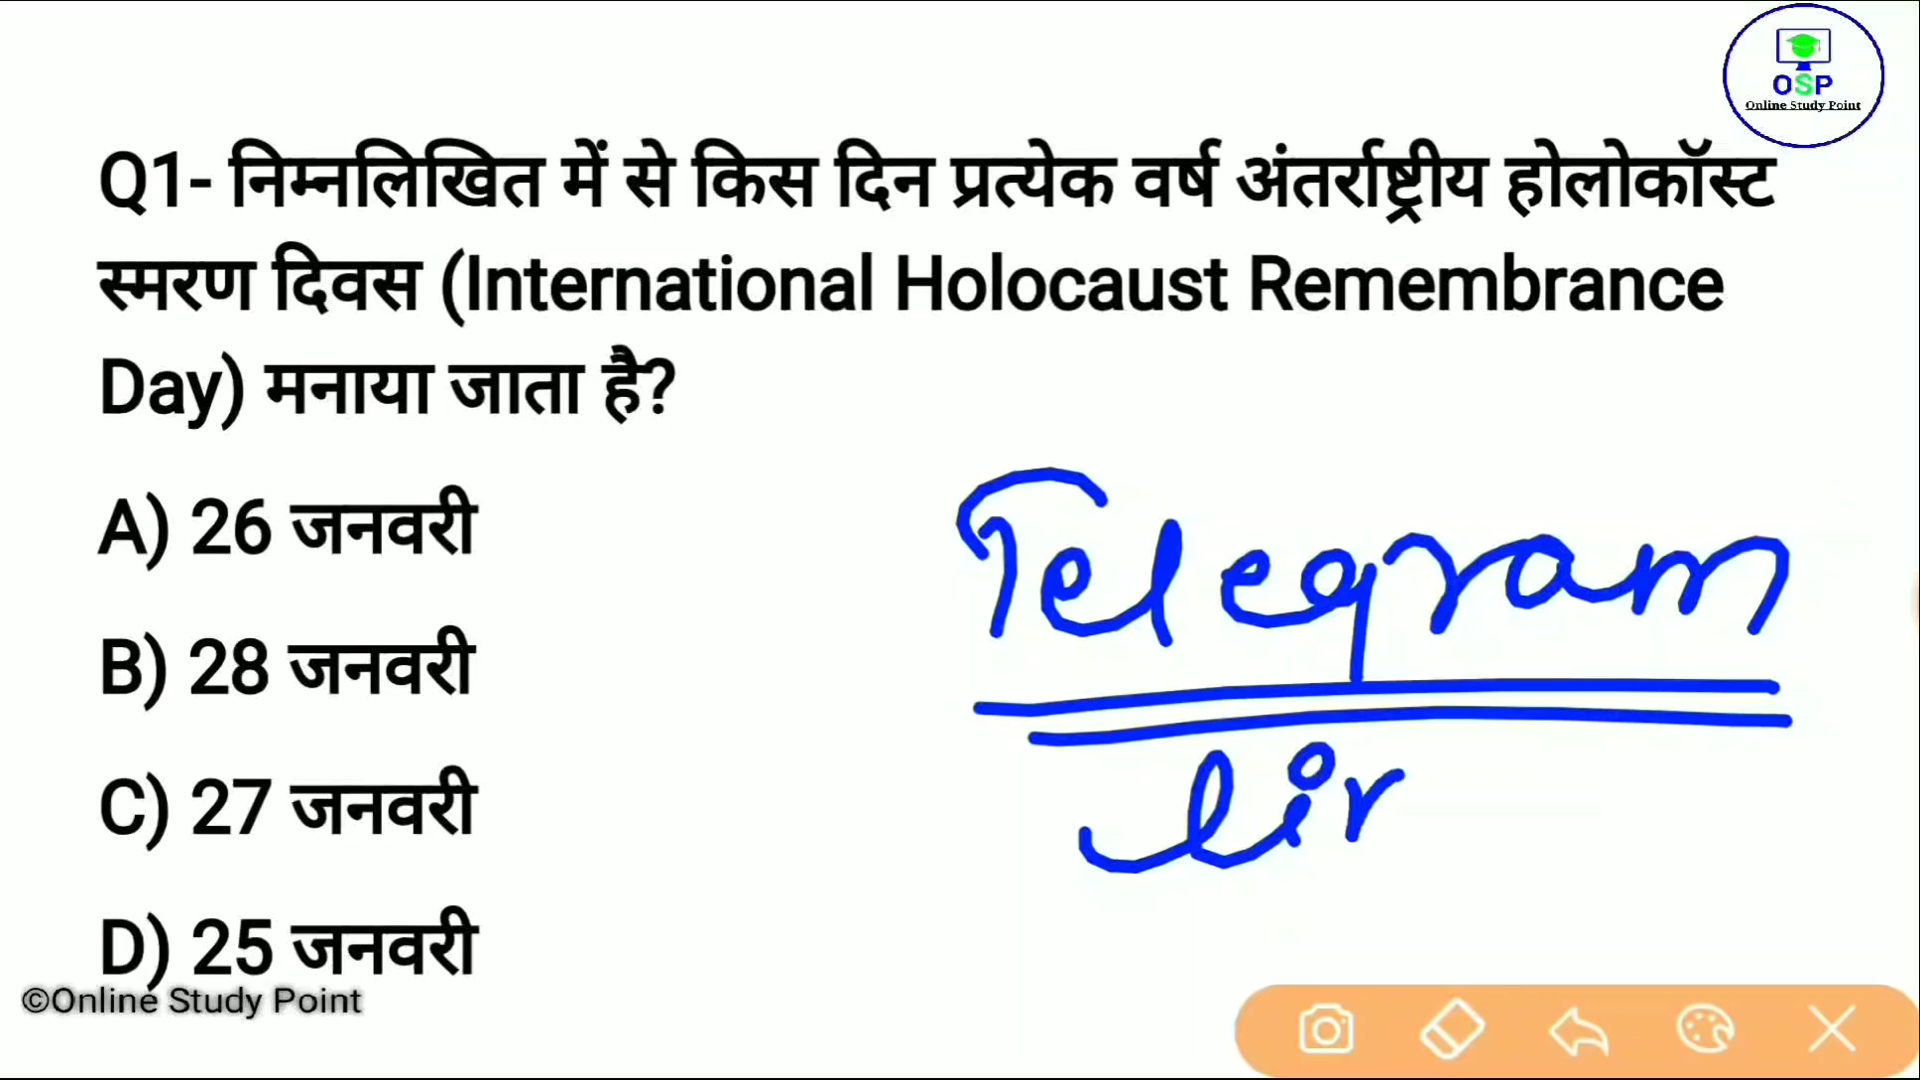 OSP
Online Study Point
Q1- निम्नलिखित में से किस दिन प्रत्येक वर्ष अंतर्राष्ट्रीय होलोकॉस्ट
स्मरण दिवस (International Holocaust Remembrance
Day) मनाया जाता है?
A) 26 जनवरी
B) 28 जनवरी
C) 27 जनवरी
D) 25 जनवरी
Telegram
©Online Study Point